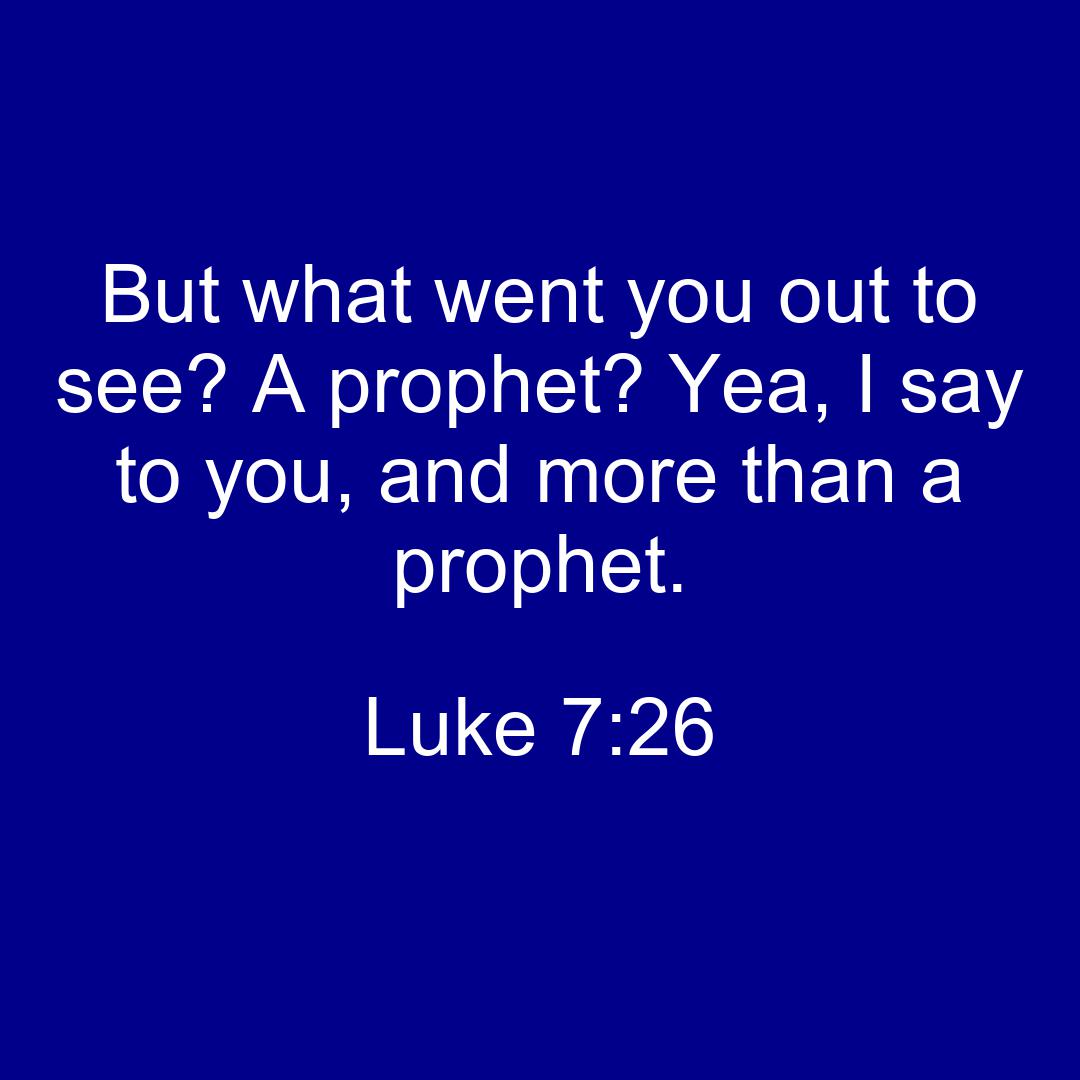 But what went you out to
see? A prophet? Yea, I say
to you, and more than a
prophet.
Luke 7:26